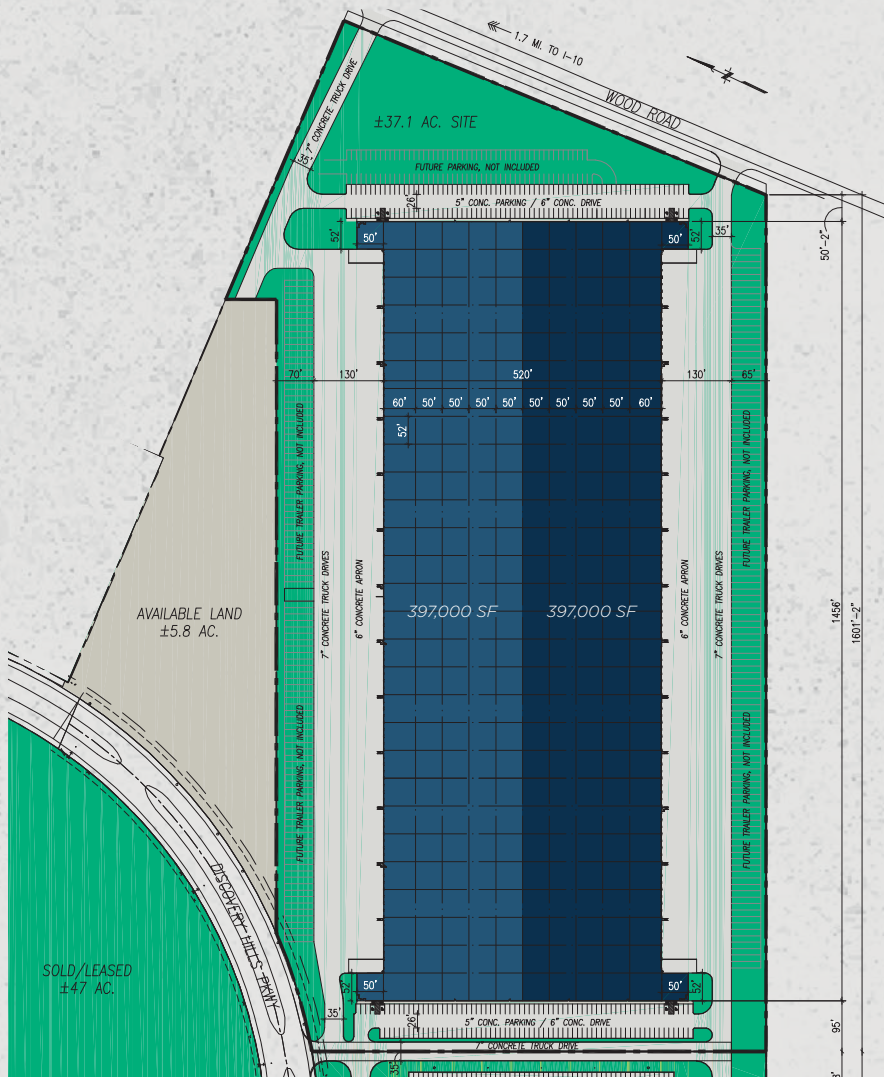 1.7 MI. TO I-10
N
WOOD ROAD
7" CONCRETE TRUCK DRIVE
35'
±37.1 AC. SITE
FUTURE PARKING, NOT INCLUDED
26'
5" CONC. PARKING / 6" CONC. DRIVE
52'
50'
50'
52'
35'
50'-2"
70'
130'
520'
130'
65'
60'
50'
50'
50'
50'
50'
50'
50'
50'
60'
52'
FUTURE TRAILER PARKING, NOT INCLUDED
FUTURE TRAILER PARKING, NOT INCLUDED
7" CONCRETE TRUCK DRIVES
6" CONCRETE APRON
397,000 SF
397,000 SF
6" CONCRETE APRON
7" CONCRETE TRUCK DRIVES
1456'
1601'-2"
AVAILABLE LAND
±5.8 AC.
FUTURE TRAILER PARKING, NOT INCLUDED
FUTURE TRAILER PARKING, NOT INCLUDED
DISCOVERY HILLS PKWY
SOLD/LEASED
±47 AC.
52'
50'
50'
52'
35'
26'
5" CONC. PARKING / 6" CONC. DRIVE
95'
7" CONCRETE TRUCK DRIVE
35'